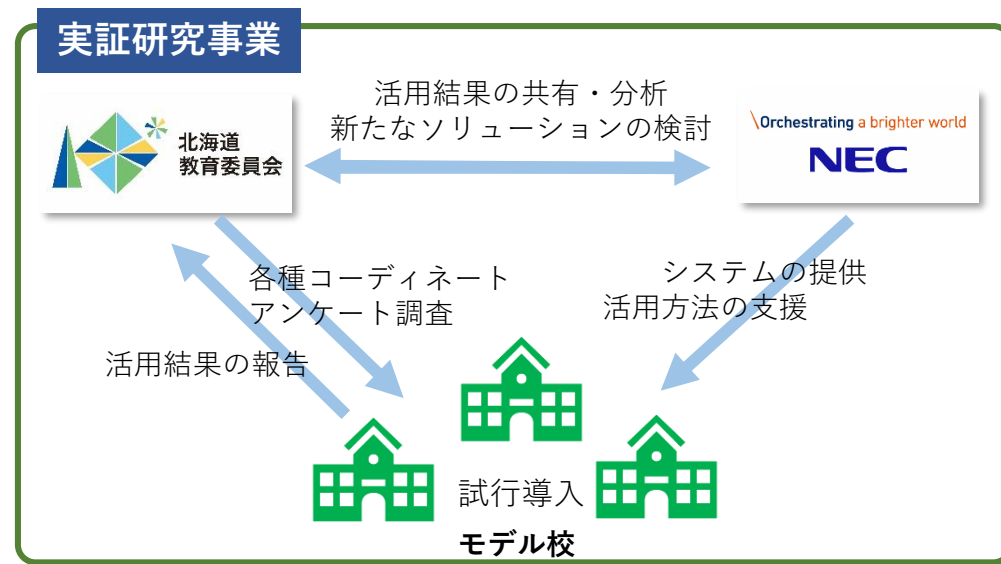 実証研究事業
北海道
教育委員会
活用結果の共有・分析
新たなソリューションの検討
\Orchestrating a brighter world
NEC
各種コーディネート
アンケート調査
システムの提供
活用方法の支援
活用結果の報告
試行導入
モデル校